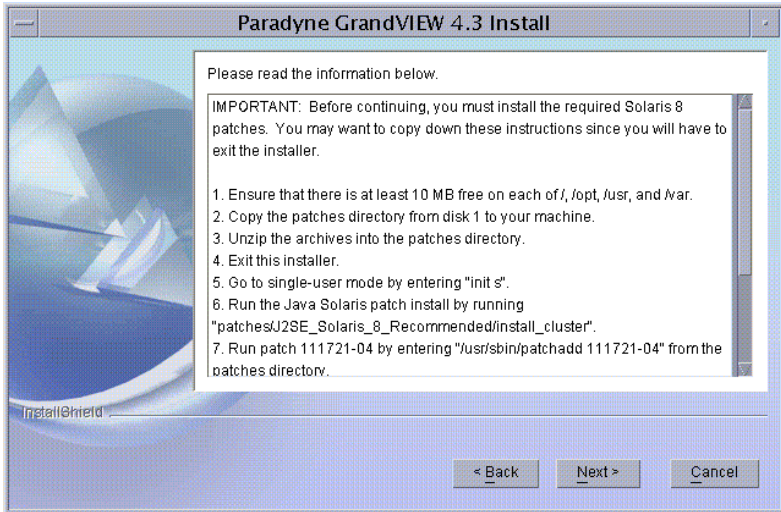 Paradyne GrandVIEW 4.3 Install
Please read the information below.
IMPORTANT:  Before continuing, you must install the required Solaris 8
patches.  You may want to copy down these instructions since you will have to
exit the installer.
1. Ensure that there is at least 10 MB free on each of /, /opt, /usr, and /var.
2. Copy the patches directory from disk 1 to your machine.
3. Unzip the archives into the patches directory.
4. Exit this installer.
5. Go to single-user mode by entering "init s".
6. Run the Java Solaris patch install by running
"patches/J2SE_Solaris_8_Recommended/install_cluster".
7. Run patch 111721-04 by entering "/usr/sbin/patchadd 111721-04" from the
patches directory.
InstallShield
< Back Next > Cancel